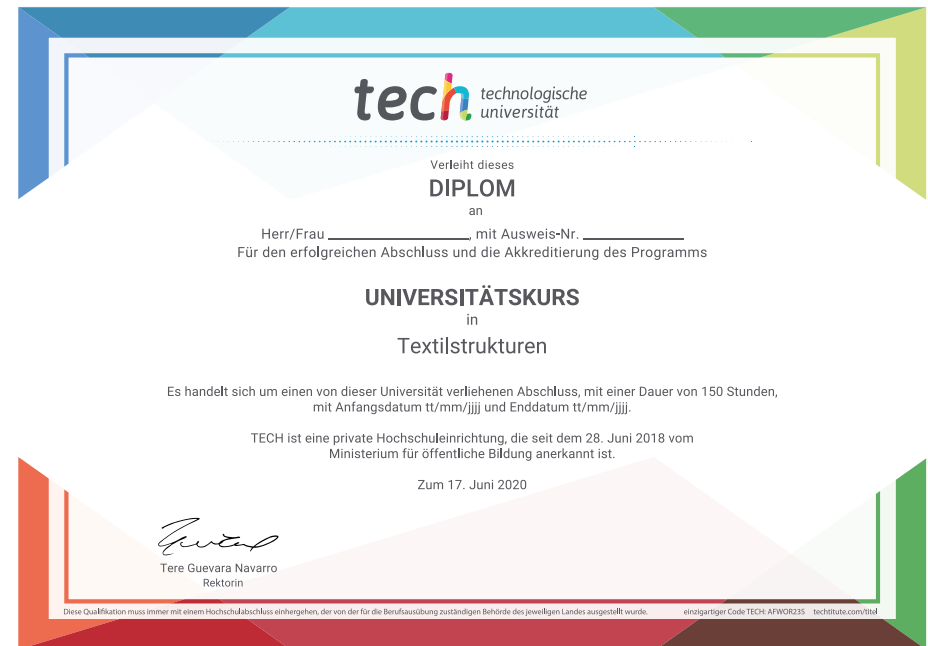 tech technologische
universität
Verleiht dieses
DIPLOM
an
Herr/Frau , mit Ausweis-Nr.
Für den erfolgreichen Abschluss und die Akkreditierung des Programms
UNIVERSITÄTSKURS
in
Textilstrukturen
Es handelt sich um einen von dieser Universität verliehenen Abschluss, mit einer Dauer von 150 Stunden,
mit Anfangsdatum tt/mm/jjjj und Enddatum tt/mm/jjjj.
TECH ist eine private Hochschuleinrichtung, die seit dem 28. Juni 2018 vom
Ministerium für öffentliche Bildung anerkannt ist.
Zum 17. Juni 2020
Tere Guevara Navarro
Rektorin
Diese Qualifikation muss immer mit einem Hochschulabschluss einhergehen, der von der für die Berufsausübung zuständigen Behörde des jeweiligen Landes ausgestellt wurde. einzigartiger Code TECH: AFWOR235 techtitute.com/titel